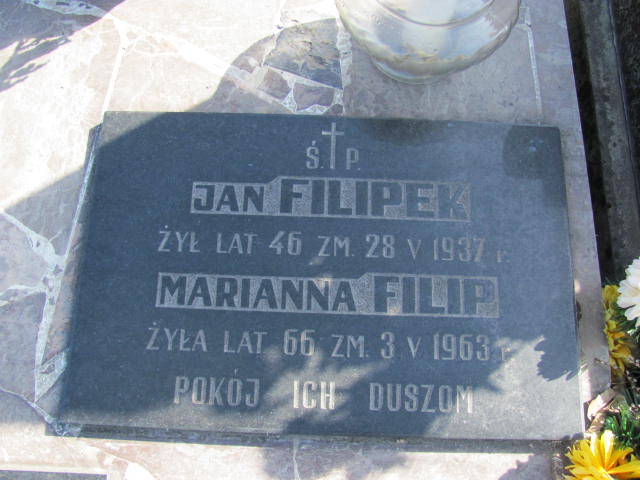 Ś. P.
JAN FILIPEK
ŻYŁ LAT 46 ZM. 28 V 1937 r.
MARIANNA FILIP
ŻYŁA LAT 66 ZM. 3 V 1963 r.
POKÓJ ICH DUSZOM